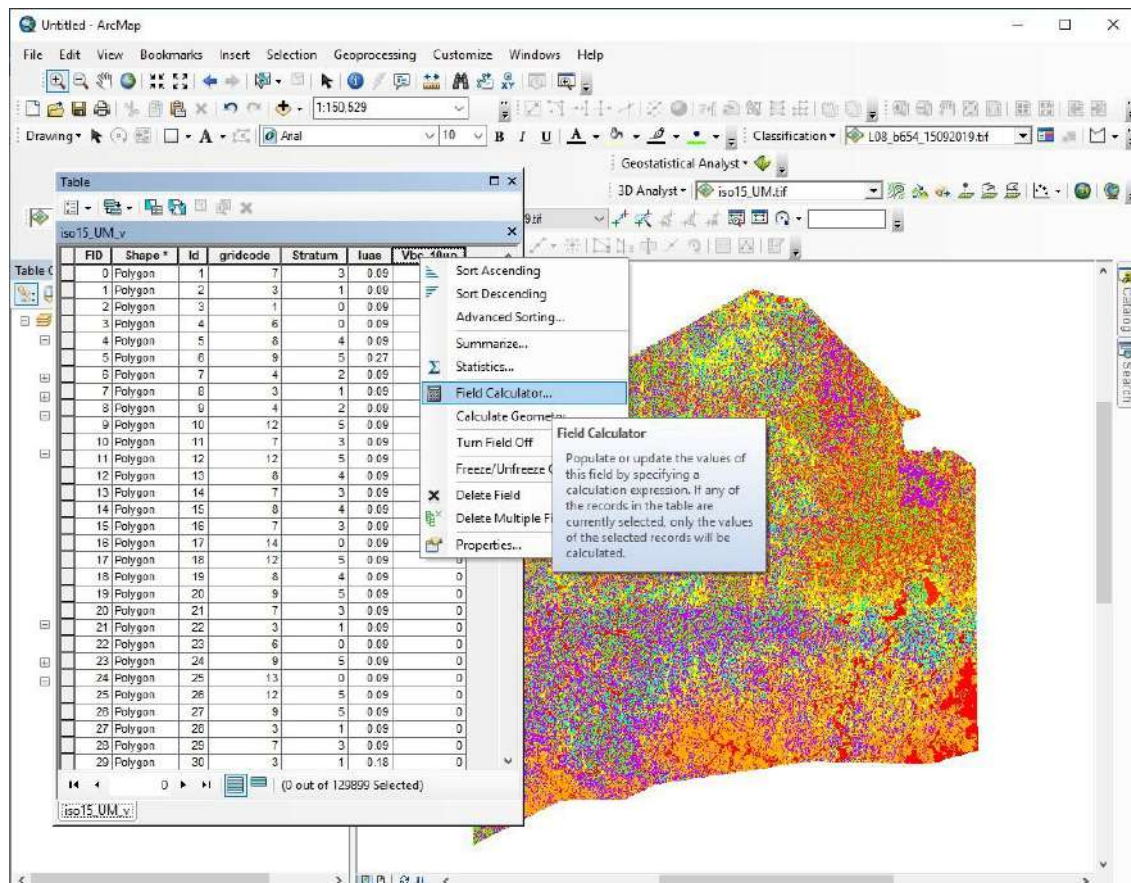 Untitled - ArcMap
File Edit View Bookmarks Insert Selection Geoprocessing Customize Windows Help
1:150,529
Drawing Arial 10 B I U A Classification L08_b654_15092019.tif
Geostatistical Analyst
3D Analyst iso15_UM.tif
Table
9.tif
iso15_UM_v
FID Shape * Id gridcode Stratum luas
0 Polygon 1 7 3 0.09
1 Polygon 2 3 1 0.09
2 Polygon 3 1 0 0.09
3 Polygon 4 6 0 0.09
4 Polygon 5 8 4 0.09
5 Polygon 6 9 5 0.27
6 Polygon 7 4 2 0.09
7 Polygon 8 3 1 0.09
8 Polygon 9 4 2 0.09
9 Polygon 10 12 5 0.09
10 Polygon 11 7 3 0.09
11 Polygon 12 12 5 0.09
12 Polygon 13 8 4 0.09
13 Polygon 14 7 3 0.09
14 Polygon 15 8 4 0.09
15 Polygon 16 7 3 0.09
16 Polygon 17 14 0 0.09
17 Polygon 18 12 5 0.09 0
18 Polygon 19 8 4 0.09 0
19 Polygon 20 9 5 0.09 0
20 Polygon 21 7 3 0.09 0
21 Polygon 22 3 1 0.09 0
22 Polygon 23 6 0 0.09 0
23 Polygon 24 9 5 0.09 0
24 Polygon 25 13 0 0.09 0
25 Polygon 26 12 5 0.09 0
26 Polygon 27 9 5 0.09 0
27 Polygon 28 3 1 0.09 0
28 Polygon 29 7 3 0.09 0
29 Polygon 30 3 1 0.18 0
0 (0 out of 129899 Selected)
iso15_UM_v
Sort Ascending
Sort Descending
Advanced Sorting...
Summarize...
Statistics...
Field Calculator...
Calculate Geometry
Turn Field Off
Freeze/Unfreeze
Delete Field
Delete Multiple
Properties...
Field Calculator
Populate or update the values of
this field by specifying a
calculation expression. If any of
the records in the table are
currently selected, only the values
of the selected records will be
calculated.
Table
Catalog
Search